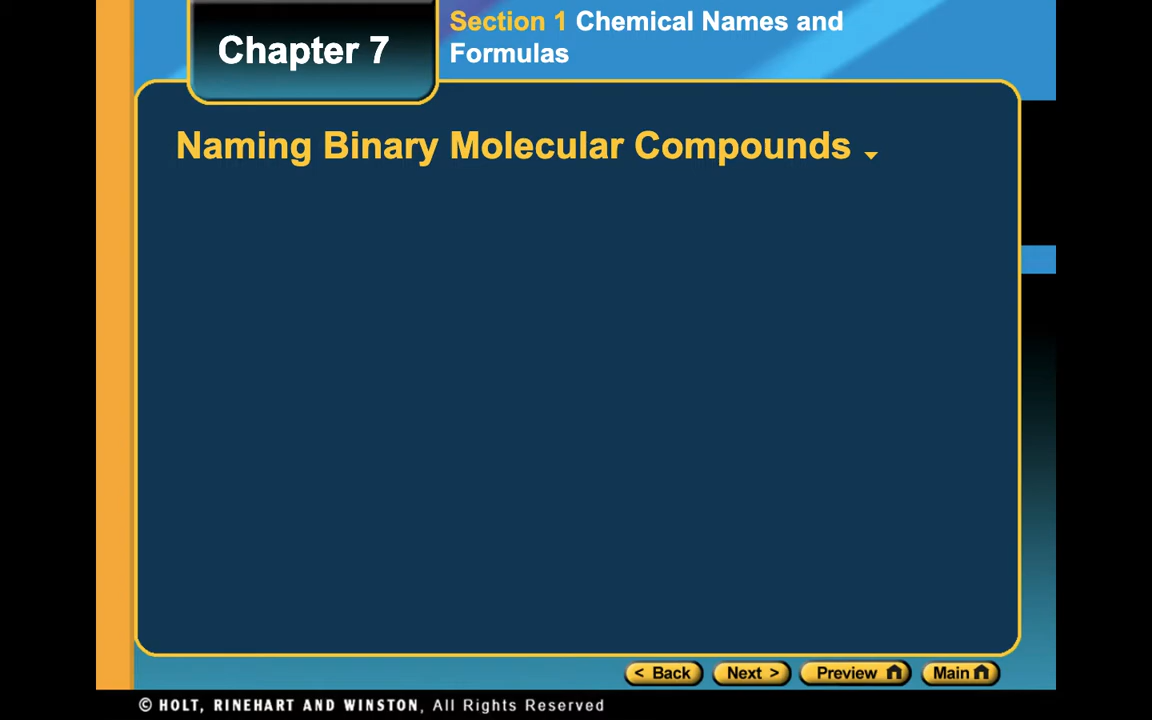 Chapter 7
Section 1 Chemical Names and
Formulas
Naming Binary Molecular Compounds
< Back
Next >
Preview
Main
© HOLT, RINEHART AND WINSTON, All Rights Reserved